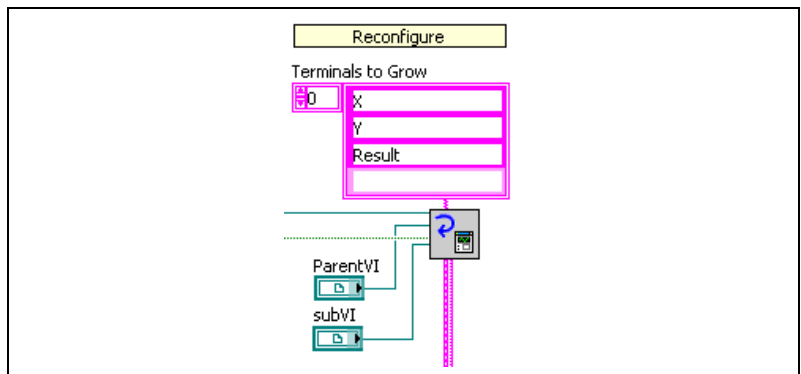 Reconfigure
Terminals to Grow
0
X
Y
Result
ParentVI
subVI